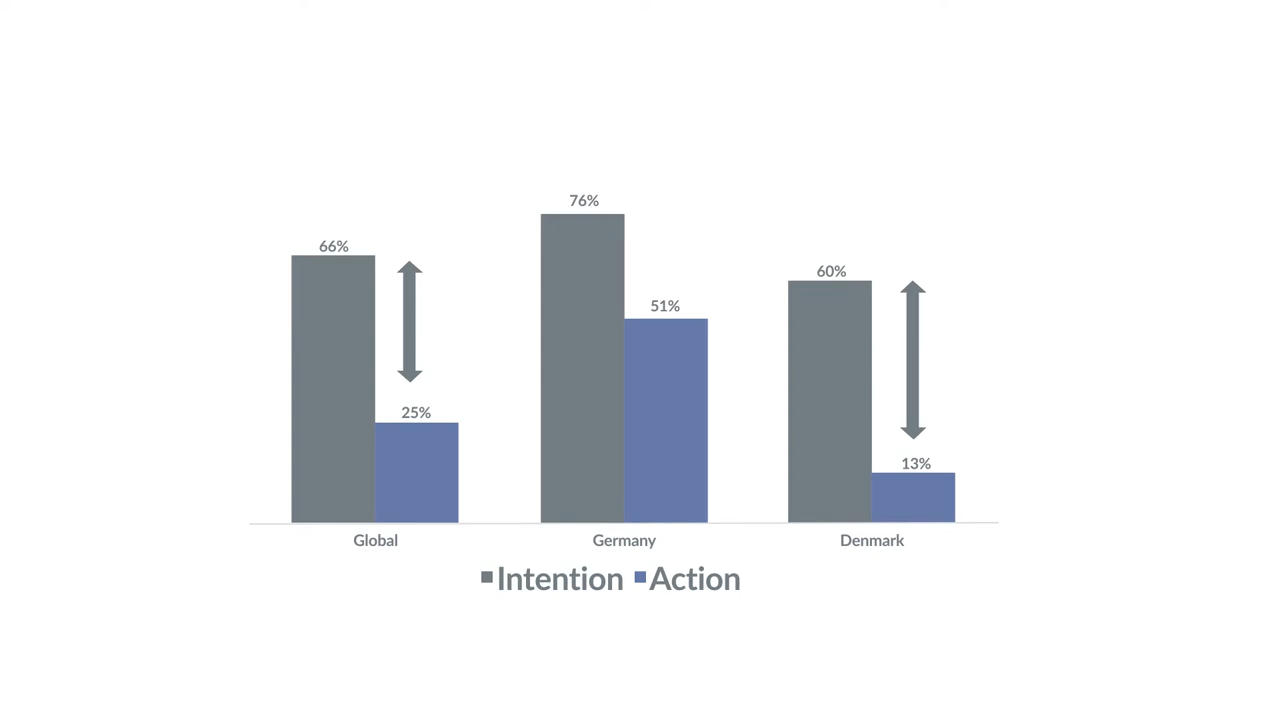 76%
66%
60%
51%
25%
13%
Global
Germany
Denmark
Intention Action